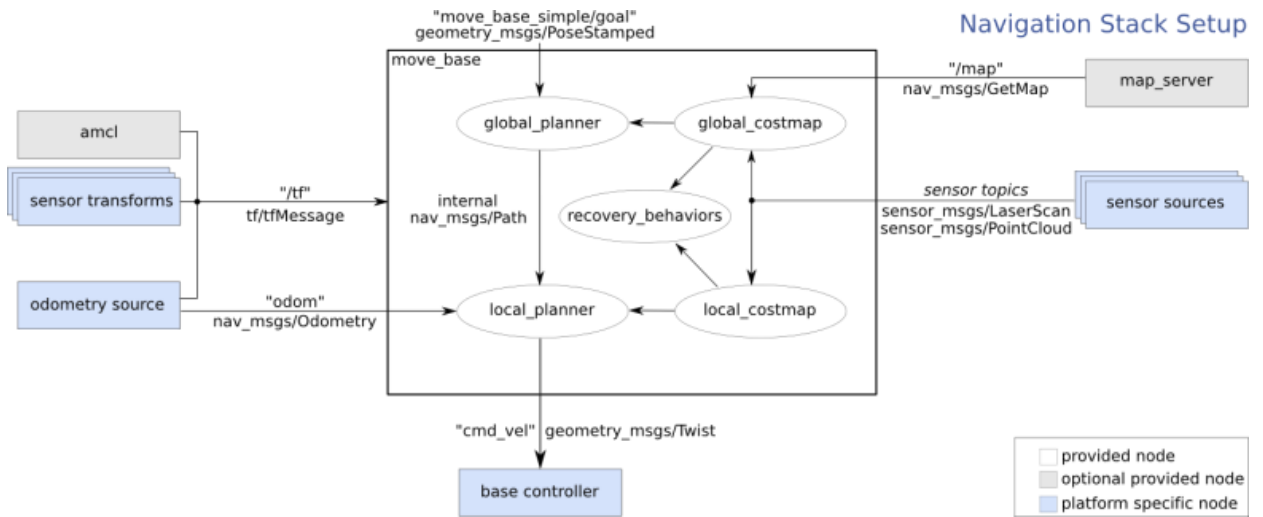 "move_base_simple/goal"
geometry_msgs/PoseStamped
Navigation Stack Setup
move_base
"/map"
nav_msgs/GetMap
map_server
amcl
global_planner
global_costmap
sensor transforms
"/tf"
tf/tfMessage
internal
nav_msgs/Path
recovery_behaviors
sensor topics
sensor_msgs/LaserScan
sensor_msgs/PointCloud
sensor sources
odometry source
"odom"
nav_msgs/Odometry
local_planner
local_costmap
"cmd_vel" geometry_msgs/Twist
base controller
provided node
optional provided node
platform specific node